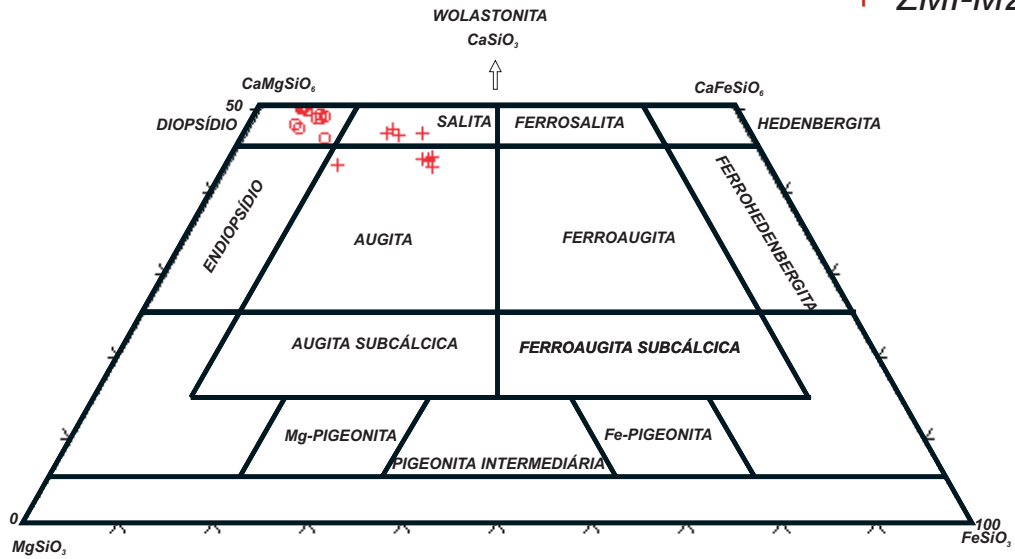 WOLASTONITA
CaSiO₃
CaMgSiO₆
CaFeSiO₆
50
DIOPSÍDIO
SALITA
FERROSALITA
HEDENBERGITA
ENDIOPSÍDIO
AUGITA
FERROAUGITA
FERROHEDENBERGITA
AUGITA SUBCÁLCICA
FERROAUGITA SUBCÁLCICA
Mg-PIGEONITA
Fe-PIGEONITA
PIGEONITA INTERMEDIÁRIA
0
100
MgSiO₃
FeSiO₃